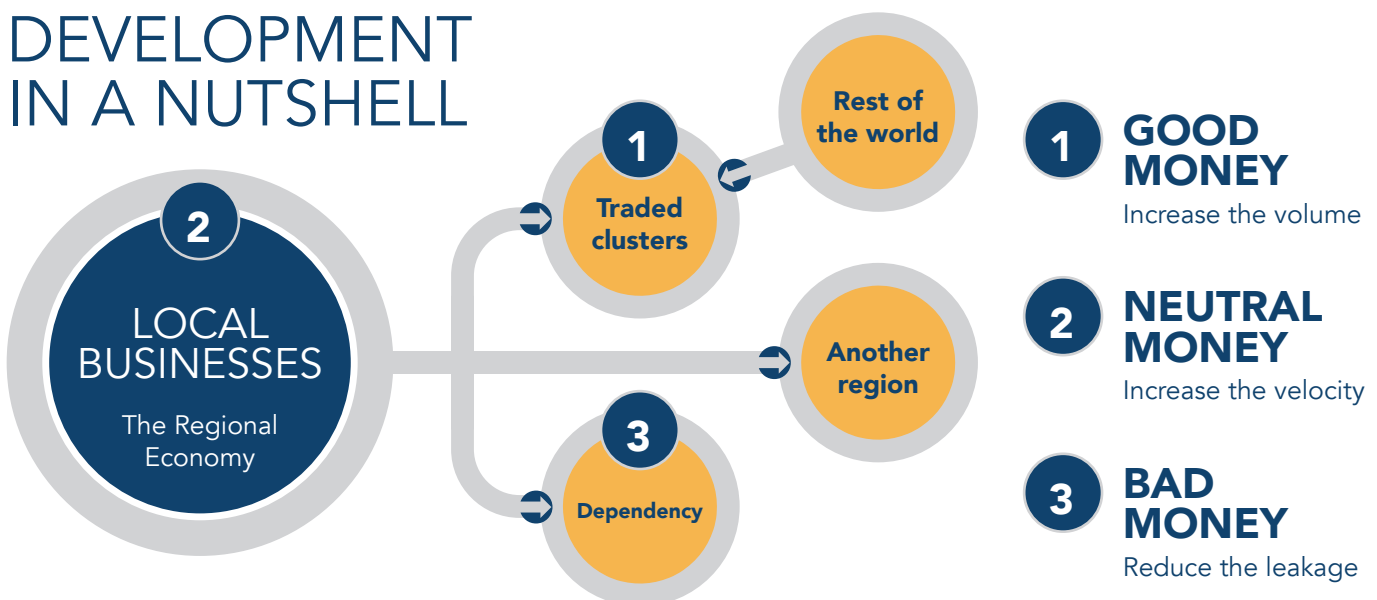 DEVELOPMENT
IN A NUTSHELL
2
LOCAL
BUSINESSES
The Regional
Economy
1
Traded
clusters
Rest of
the world
Another
region
3
Dependency
1
GOOD
MONEY
Increase the volume
2
NEUTRAL
MONEY
Increase the velocity
3
BAD
MONEY
Reduce the leakage